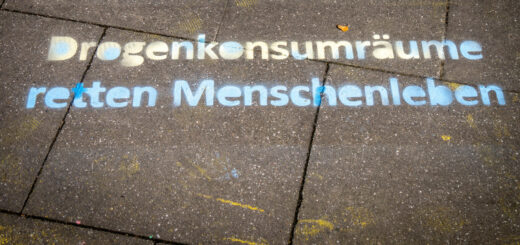 Drogenkonsumräume
retten Menschenleben